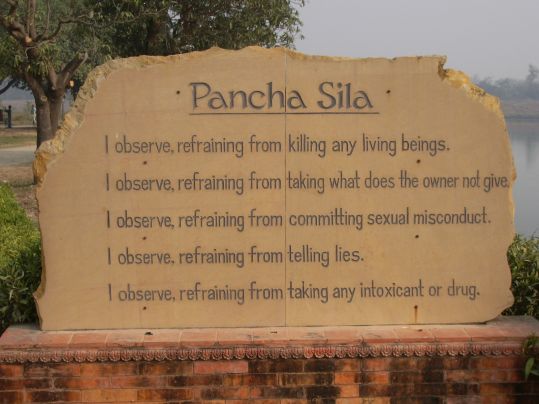 Pancha Sila
I observe, refraining from killing any living beings.
I observe, refraining from taking what does the owner not give.
I observe, refraining from committing sexual misconduct.
I observe, refraining from telling lies.
I observe, refraining from taking any intoxicant or drug.